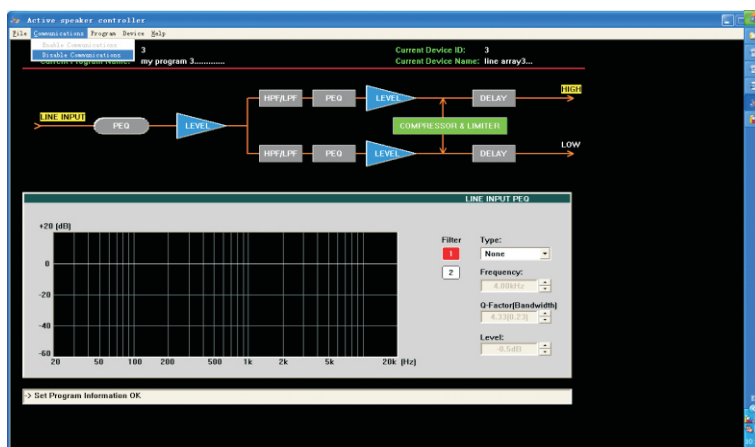 Active speaker controller
File Communications Program Device Help
Enable Communications
Disable Communications
3
Current Program Name: my program 3............
Current Device ID: 3
Current Device Name: line array3...
LINE INPUT
PEQ
LEVEL
HPF/LPF PEQ LEVEL DELAY HIGH
COMPRESSOR & LIMITER
HPF/LPF PEQ LEVEL DELAY LOW
LINE INPUT PEQ
+20 (dB)
0
-20
-40
-60
20 50 100 200 500 1k 2k 5k 20k (Hz)
Filter
1
2
Type:
None
Frequency:
4.00kHz
Q-Factor(Bandwidth)
4.33(0.23)
Level:
-0.5dB
-> Set Program Information OK